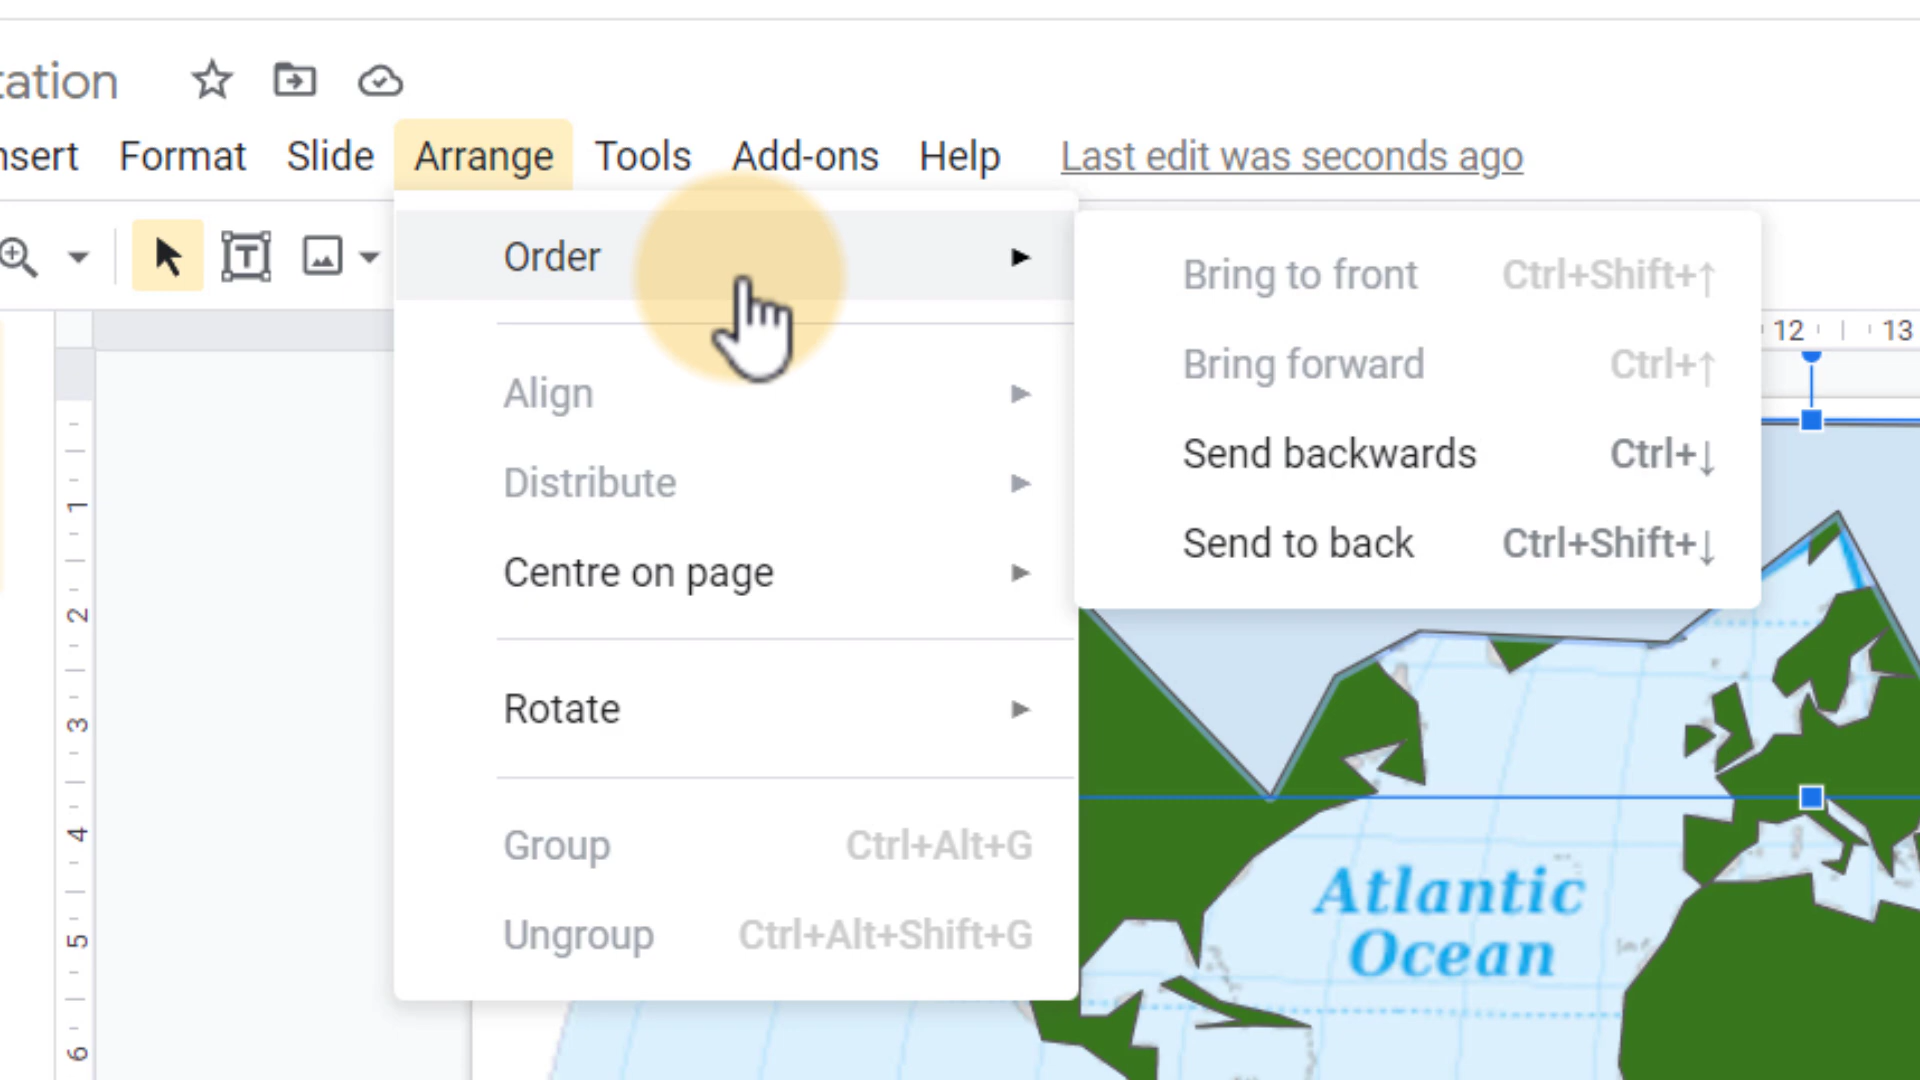 tation
nsert Format Slide Arrange Tools Add-ons Help Last edit was seconds ago
Order
Bring to front Ctrl+Shift+↑
Bring forward Ctrl+↑
Send backwards Ctrl+↓
Send to back Ctrl+Shift+↓
Align
Distribute
Centre on page
Rotate
Group Ctrl+Alt+G
Ungroup Ctrl+Alt+Shift+G
12 13
1
2
3
4
5
6
Atlantic
Ocean